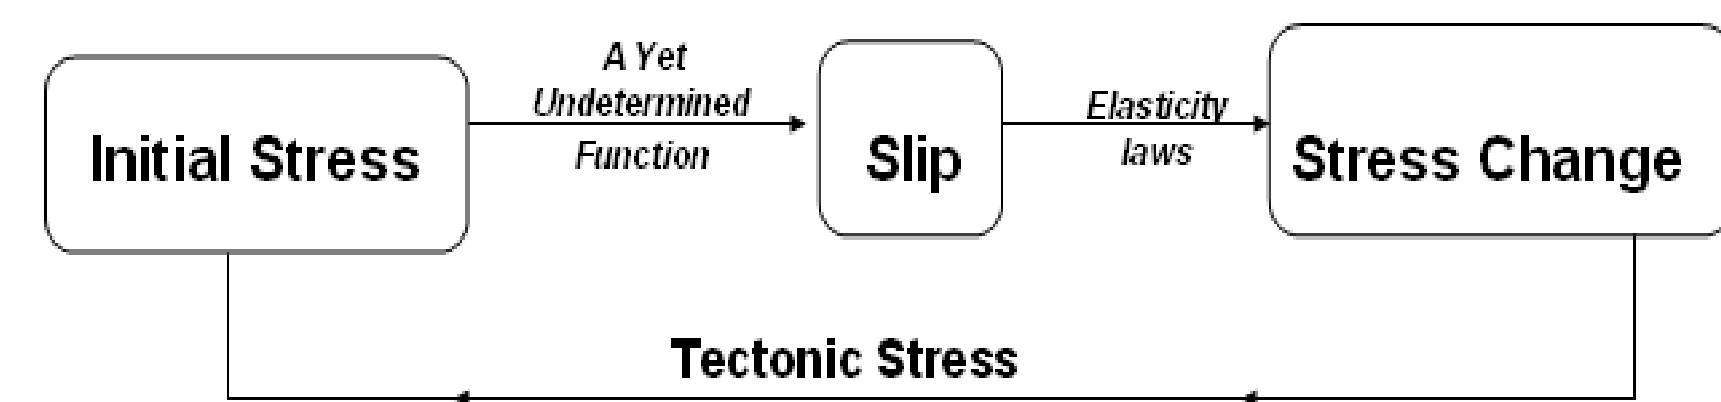 Initial Stress
A Yet
Undetermined
Function
Slip
Elasticity
laws
Stress Change
Tectonic Stress